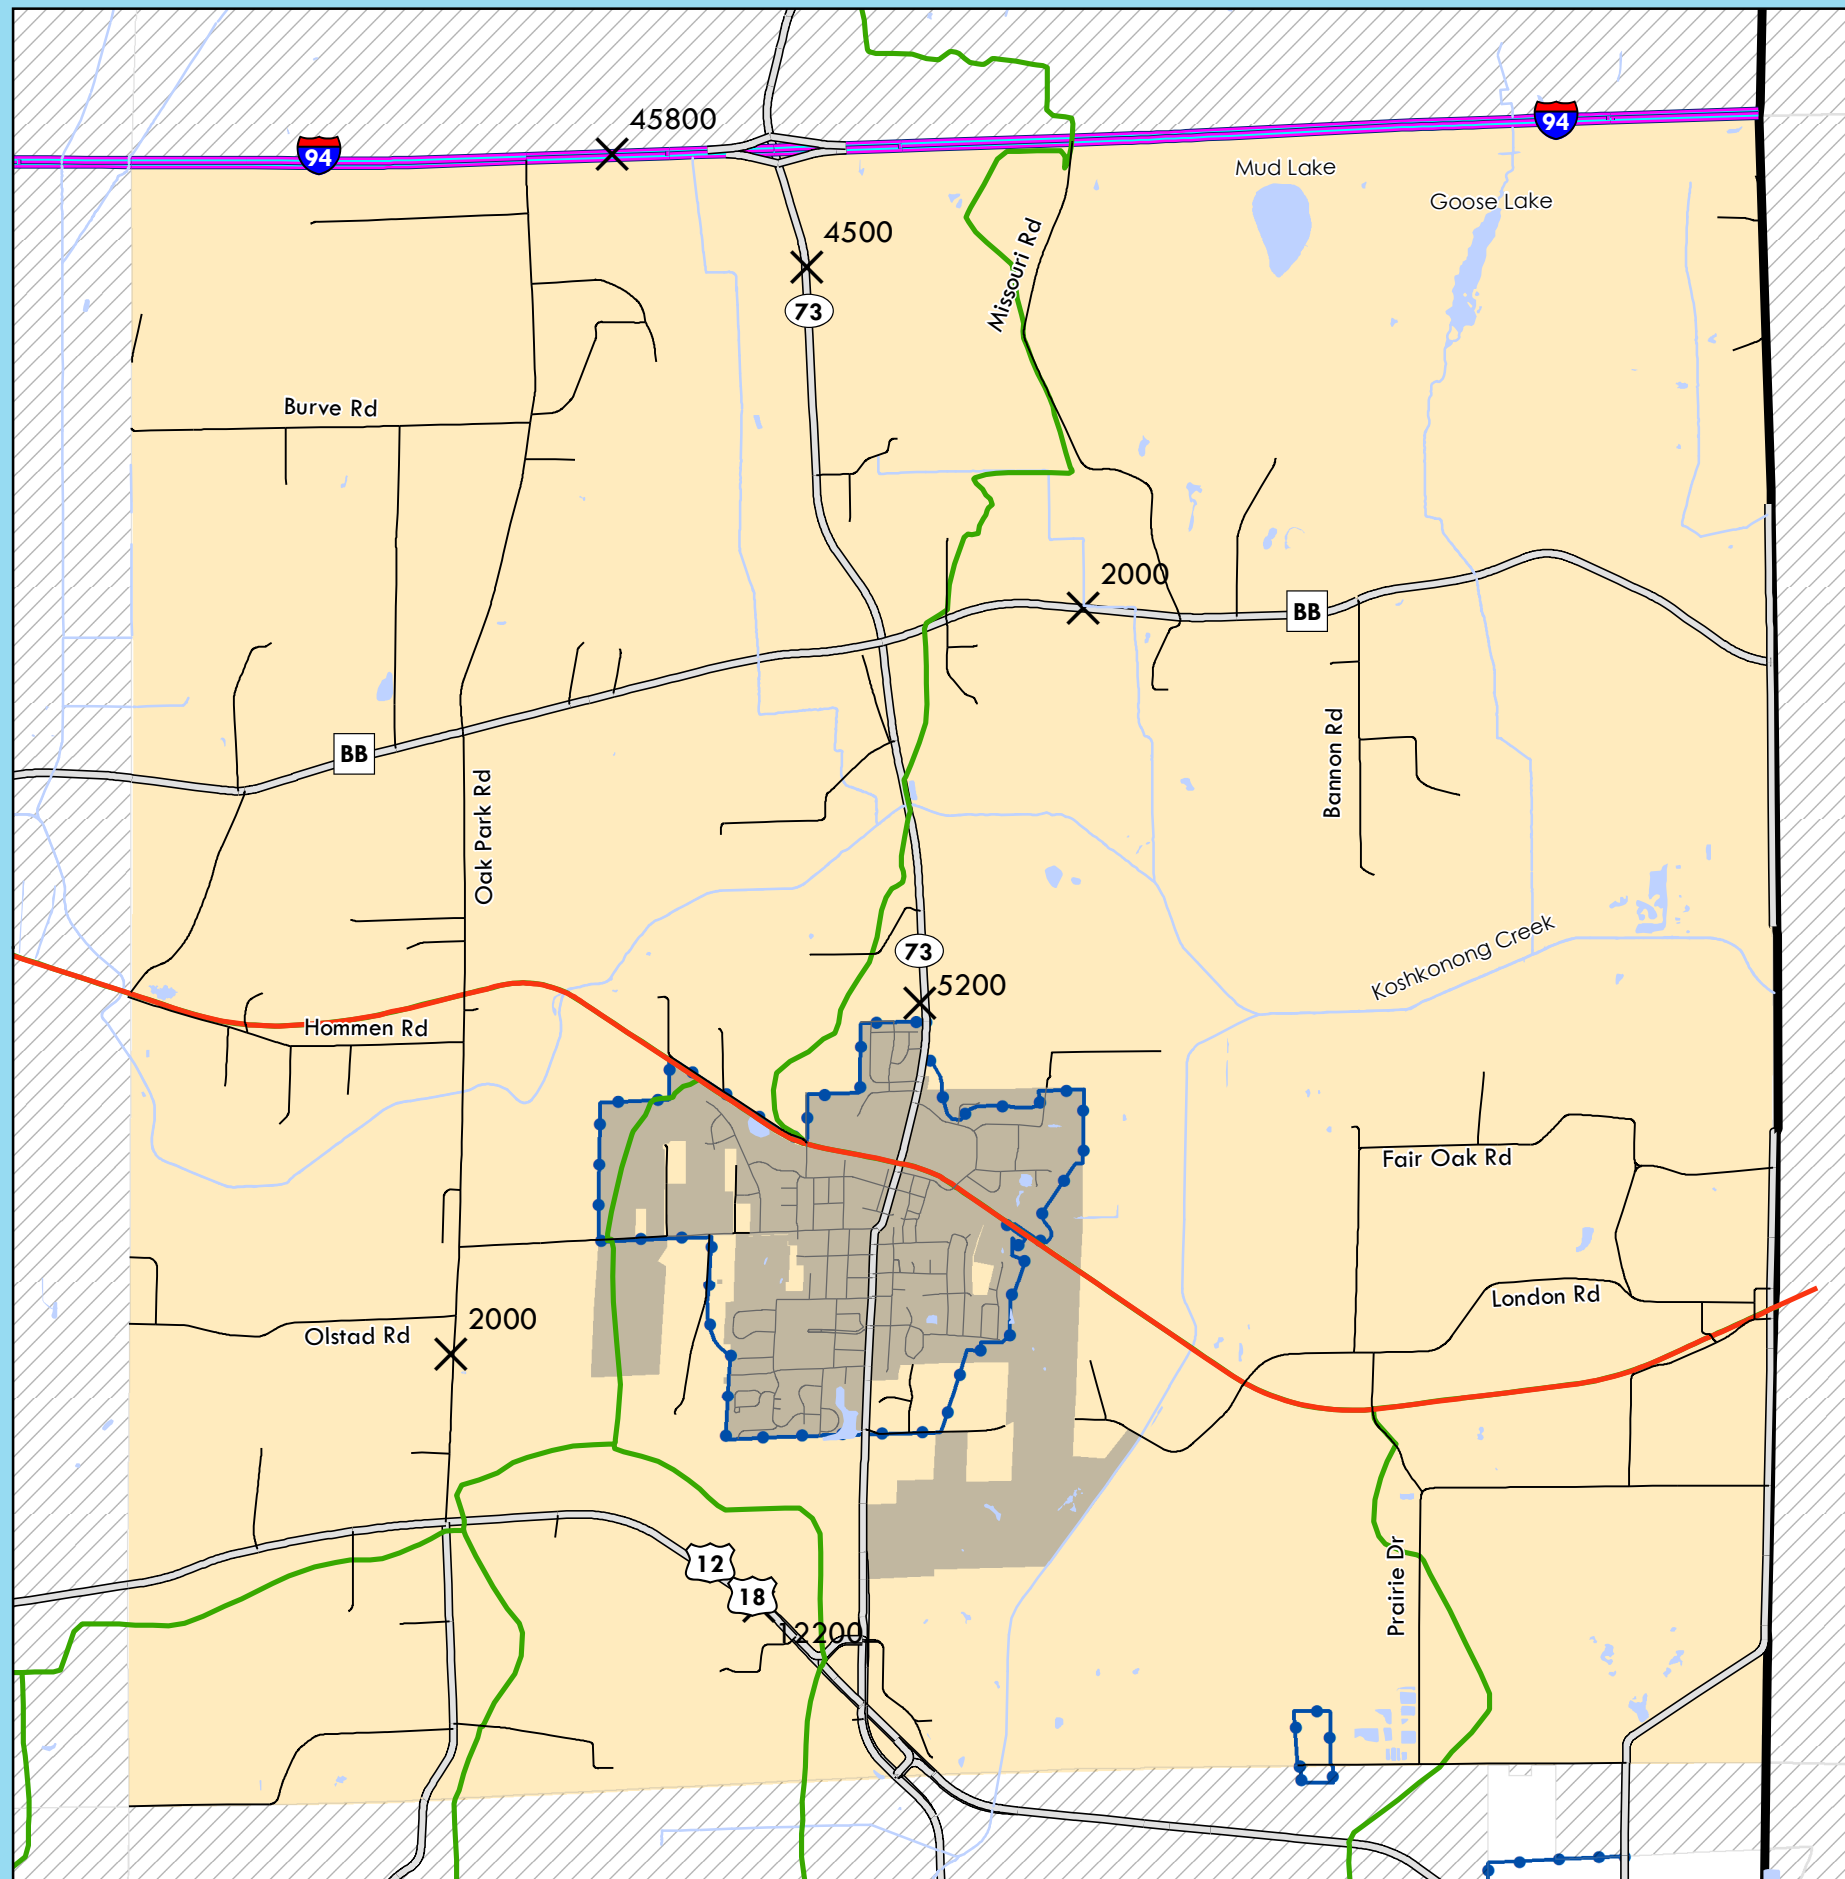 45800
94
94
Mud Lake
Goose Lake
4500
73
Missouri Rd
Burve Rd
2000
BB
BB
Bannon Rd
Oak Park Rd
73
5200
Koshkonong Creek
Hommen Rd
Fair Oak Rd
London Rd
2000
Olstad Rd
12
18
12200
Prairie Dr